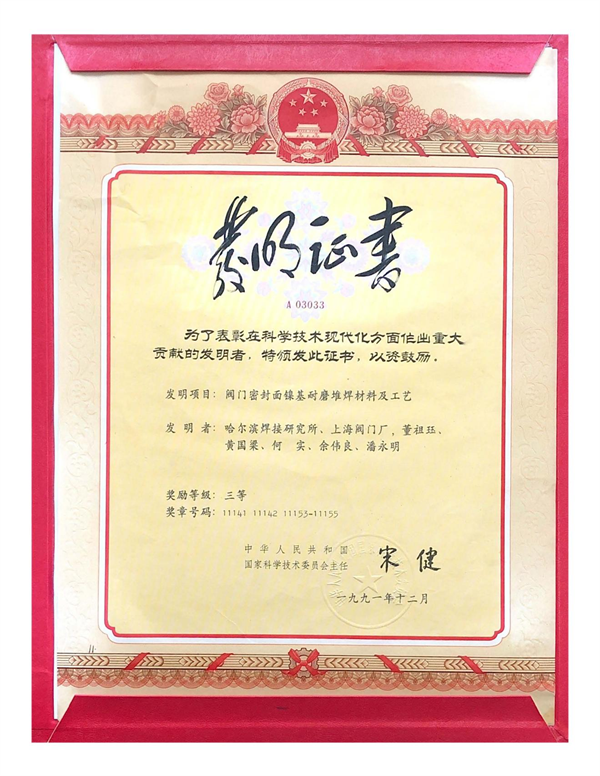 發明证書
A 03033
为了表彰在科学技术现代化方面作出重大
贡献的发明者，特颁发此证书，以资鼓励。
发明项目：阀门密封面镍基耐磨堆焊材料及工艺
发 明 者：哈尔滨焊接研究所、上海阀门厂，董祖珏、
黄国梁、何 实、余伟良、潘永明
奖励等级：三等
奖章号码：11141 11142 11153-11155
中华人民共和国
国家科学技术委员会主任
宋健
一九九一年十二月